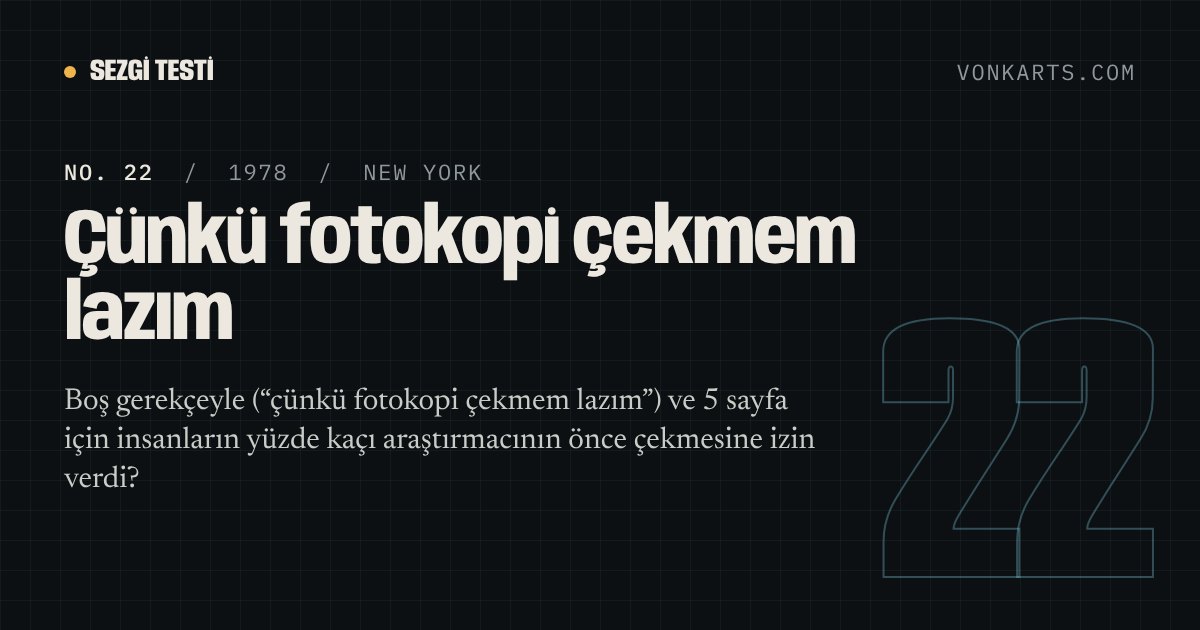 SEZGİ TESTİ
VONKARTS.COM
NO. 22 / 1978 / NEW YORK
Çünkü fotokopi çekmem
lazım
Boş gerekçeyle (“çünkü fotokopi çekmem lazım”) ve 5 sayfa
için insanların yüzde kaçı araştırmacının önce çekmesine izin
verdi?
22